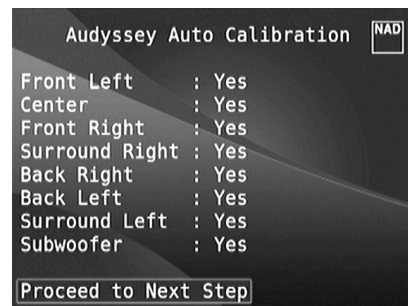 Audyssey Auto Calibration
NAD
Front Left : Yes
Center : Yes
Front Right : Yes
Surround Right : Yes
Back Right : Yes
Back Left : Yes
Surround Left : Yes
Subwoofer : Yes
Proceed to Next Step